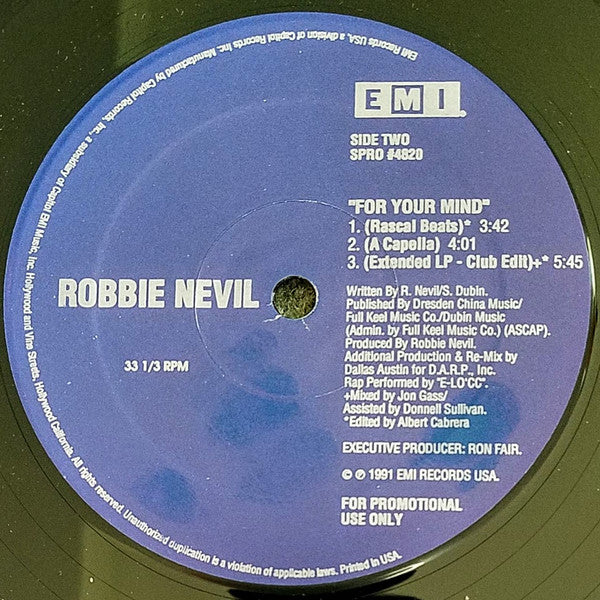 EMI Records USA, a division of Capitol Records Inc. Manufactured by Capitol Records, Inc., a subsidiary of Capitol EMI Music, Inc. Hollywood and Vine Streets, Hollywood California. All rights reserved. Unauthorized duplication is a violation of applicable laws. Printed in USA.
EMI
SIDE TWO
SPRO #4820
"FOR YOUR MIND"
1. (Rascal Beats)* 3:42
2. (A Capella) 4:01
3. (Extended LP - Club Edit)+* 5:45
ROBBIE NEVIL
33 1/3 RPM
Written By R. Nevil/S. Dubin.
Published By Dresden China Music/
Full Keel Music Co./Dubin Music
(Admin. by Full Keel Music Co.) (ASCAP).
Produced By Robbie Nevil.
Additional Production & Re-Mix by
Dallas Austin for D.A.R.P., Inc.
Rap Performed by "E-LO'CC".
+Mixed by Jon Gass/
Assisted by Donnell Sullivan.
*Edited by Albert Cabrera
EXECUTIVE PRODUCER: RON FAIR.
© ℗ 1991 EMI RECORDS USA.
FOR PROMOTIONAL
USE ONLY